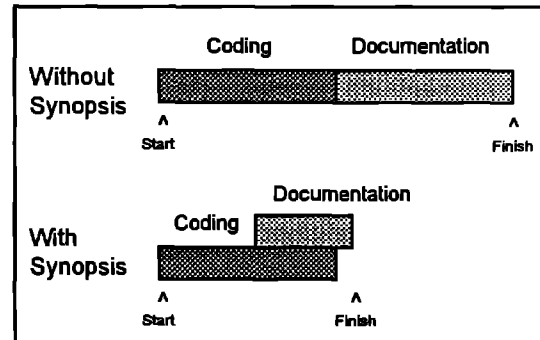 Coding Documentation
Without
Synopsis
^ ^
Start Finish
Documentation
Coding
With
Synopsis
^ ^
Start Finish